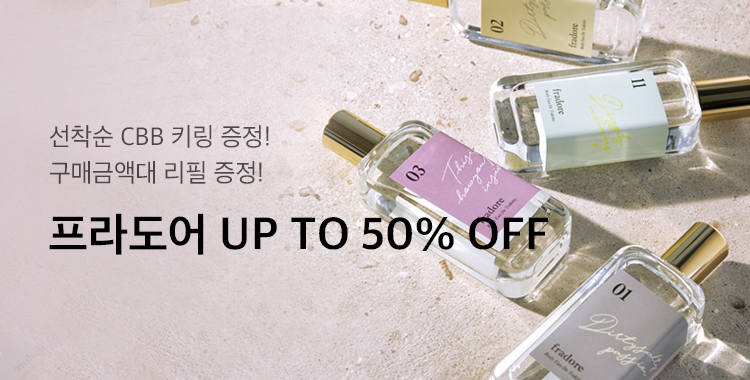 선착순 CBB 키링 증정!
구매금액대 리필 증정!
프라도어 UP TO 50% OFF
02
fradore
11
fradore
03
fradore
01
fradore